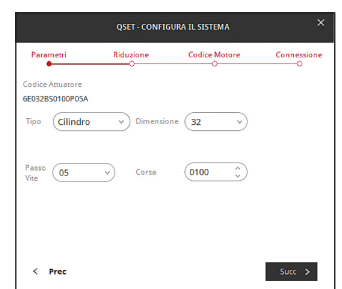 QSET - CONFIGURA IL SISTEMA
Parametri Riduzione Codice Motore Connessione
Codice Attuatore
6E032BS0100P05A
Tipo Cilindro Dimensione 32
Passo Vite 05 Corsa 0100
Prec Succ